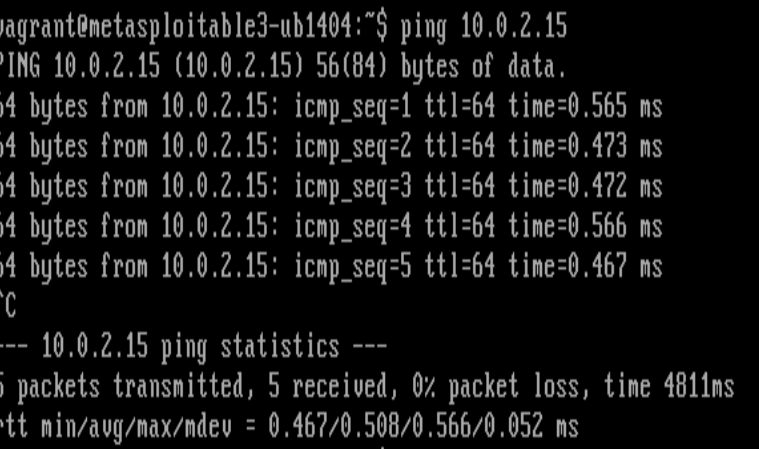 vagrant@metasploitable3-ub1404:~$ ping 10.0.2.15
PING 10.0.2.15 (10.0.2.15) 56(84) bytes of data.
64 bytes from 10.0.2.15: icmp_seq=1 ttl=64 time=0.565 ms
64 bytes from 10.0.2.15: icmp_seq=2 ttl=64 time=0.473 ms
64 bytes from 10.0.2.15: icmp_seq=3 ttl=64 time=0.472 ms
64 bytes from 10.0.2.15: icmp_seq=4 ttl=64 time=0.566 ms
64 bytes from 10.0.2.15: icmp_seq=5 ttl=64 time=0.467 ms
^C
--- 10.0.2.15 ping statistics ---
5 packets transmitted, 5 received, 0% packet loss, time 4811ms
rtt min/avg/max/mdev = 0.467/0.508/0.566/0.052 ms